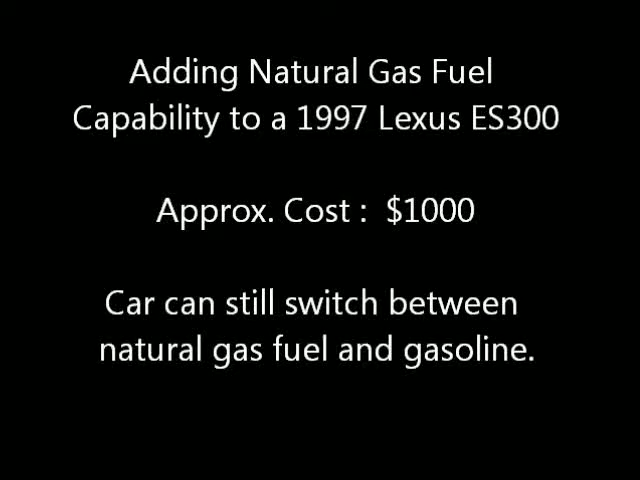 Adding Natural Gas Fuel
Capability to a 1997 Lexus ES300
Approx. Cost :  $1000
Car can still switch between
natural gas fuel and gasoline.